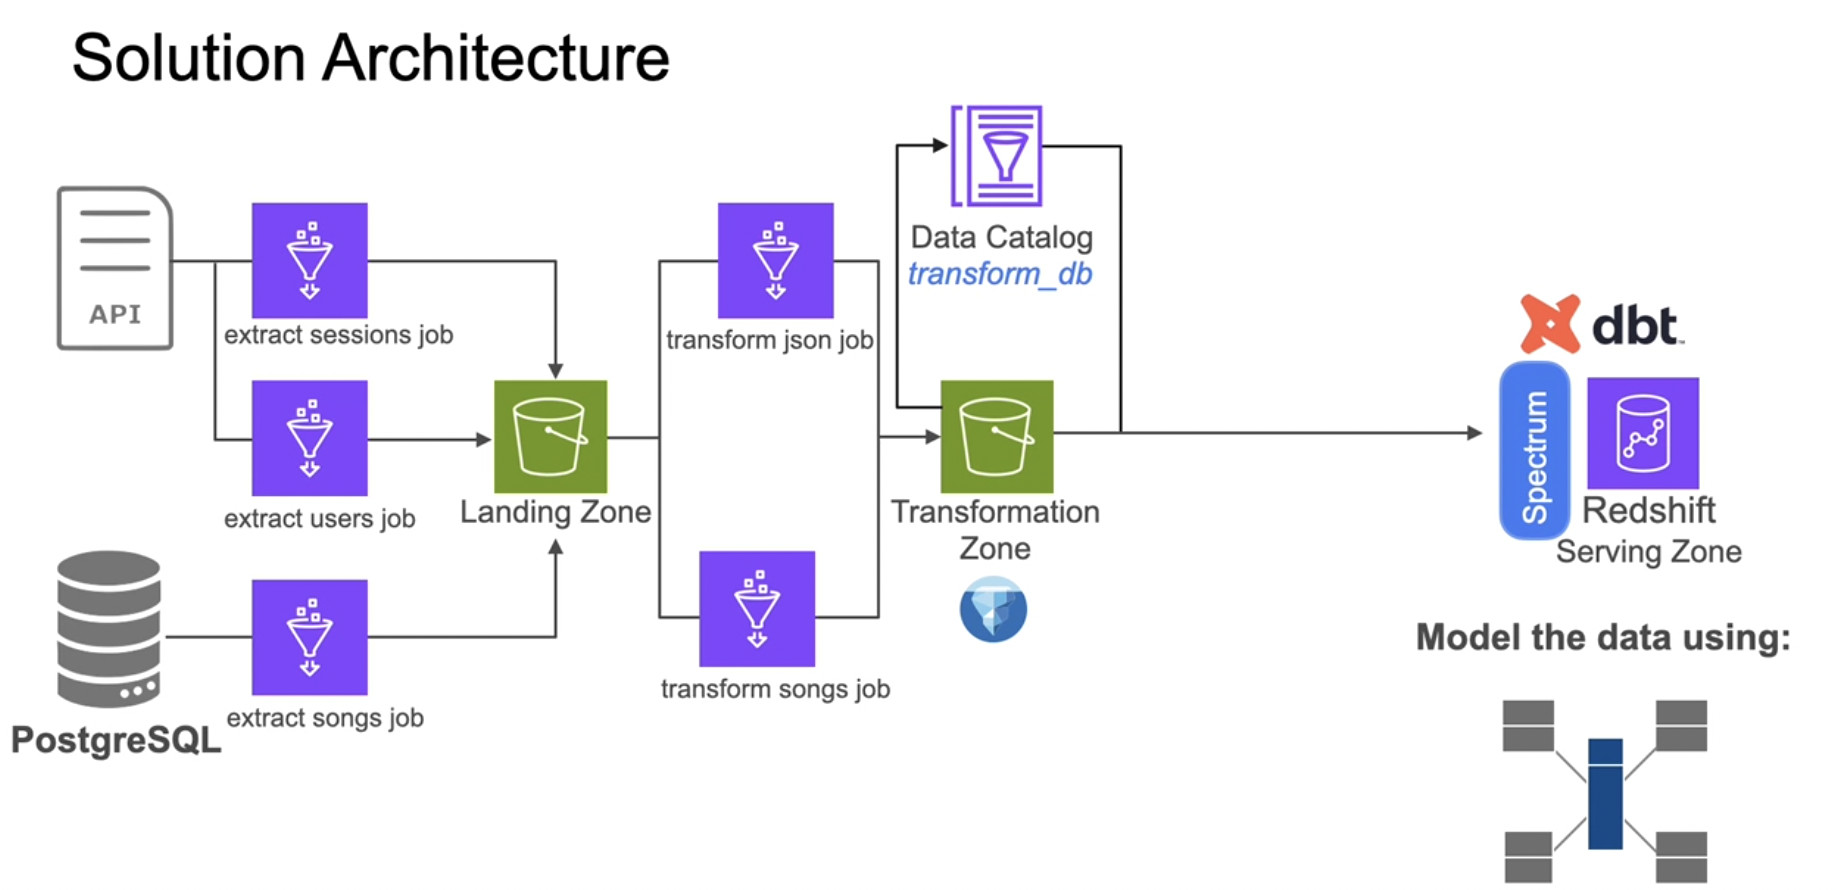 Solution Architecture
API
extract sessions job
extract users job
PostgreSQL
extract songs job
Landing Zone
transform json job
transform songs job
Data Catalog
transform_db
Transformation
Zone
dbt
Spectrum
Redshift
Serving Zone
Model the data using: